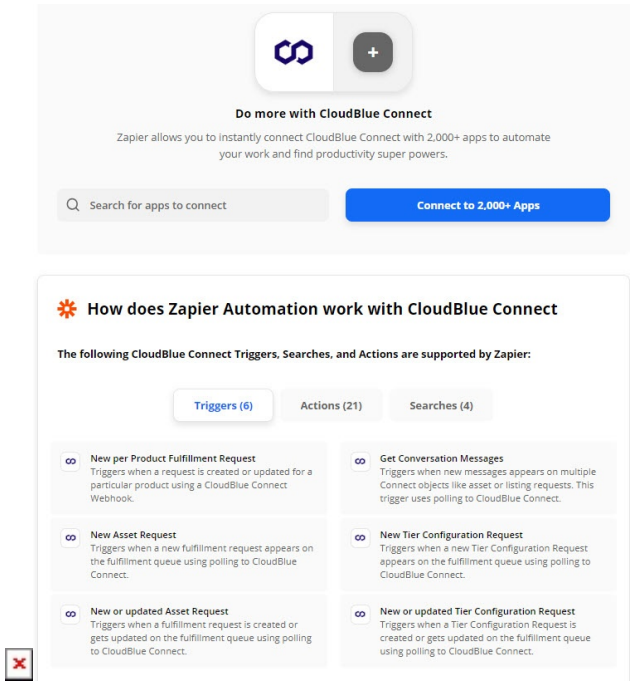 Do more with CloudBlue Connect
Zapier allows you to instantly connect CloudBlue Connect with 2,000+ apps to automate
your work and find productivity super powers.
Search for apps to connect
Connect to 2,000+ Apps
How does Zapier Automation work with CloudBlue Connect
The following CloudBlue Connect Triggers, Searches, and Actions are supported by Zapier:
Triggers (6)
Actions (21)
Searches (4)
New per Product Fulfillment Request
Triggers when a request is created or updated for a
particular product using a CloudBlue Connect
Webhook.
Get Conversation Messages
Triggers when new messages appears on multiple
Connect objects like asset or listing requests. This
trigger uses polling to CloudBlue Connect.
New Asset Request
Triggers when a new fulfillment request appears on
the fulfillment queue using polling to CloudBlue
Connect.
New Tier Configuration Request
Triggers when a new Tier Configuration Request
appears on the fulfillment queue using polling to
CloudBlue Connect.
New or updated Asset Request
Triggers when a fulfillment request is created or
gets updated on the fulfillment queue using polling
to CloudBlue Connect.
New or updated Tier Configuration Request
Triggers when a Tier Configuration Request is
created or gets updated on the fulfillment queue
using polling to CloudBlue Connect.